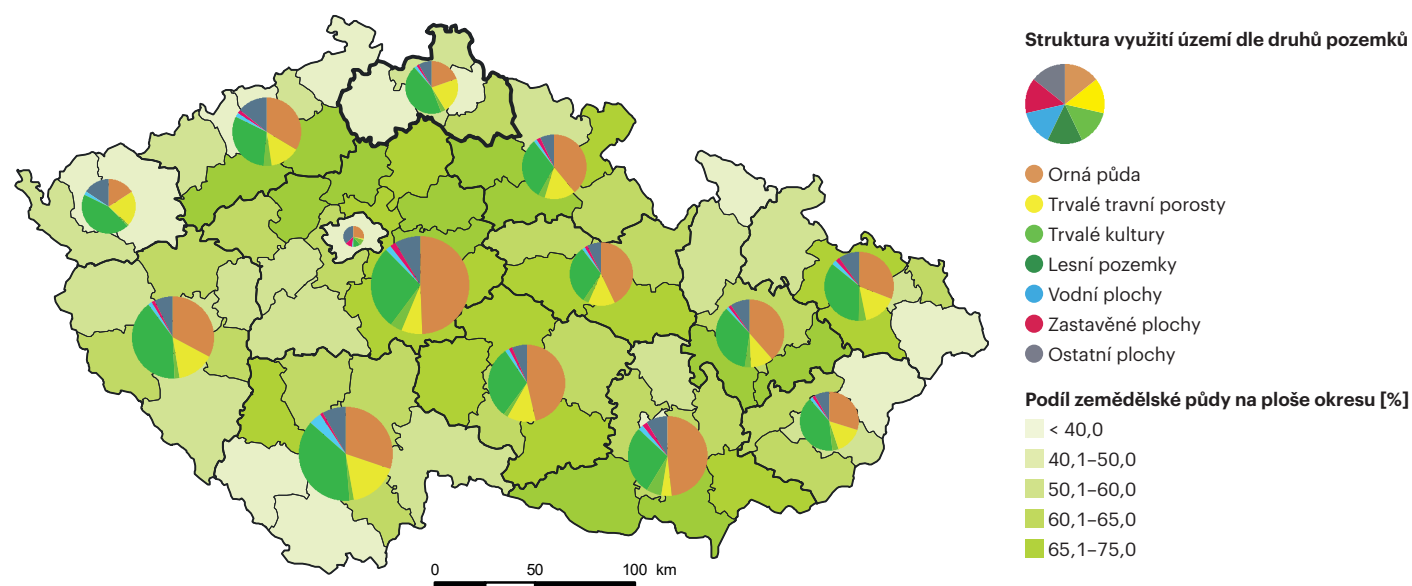 Struktura využití území dle druhů pozemků
Orná půda
Trvalé travní porosty
Trvalé kultury
Lesní pozemky
Vodní plochy
Zastavěné plochy
Ostatní plochy
Podíl zemědělské půdy na ploše okresu [%]
< 40,0
40,1–50,0
50,1–60,0
60,1–65,0
65,1–75,0
0 50 100 km